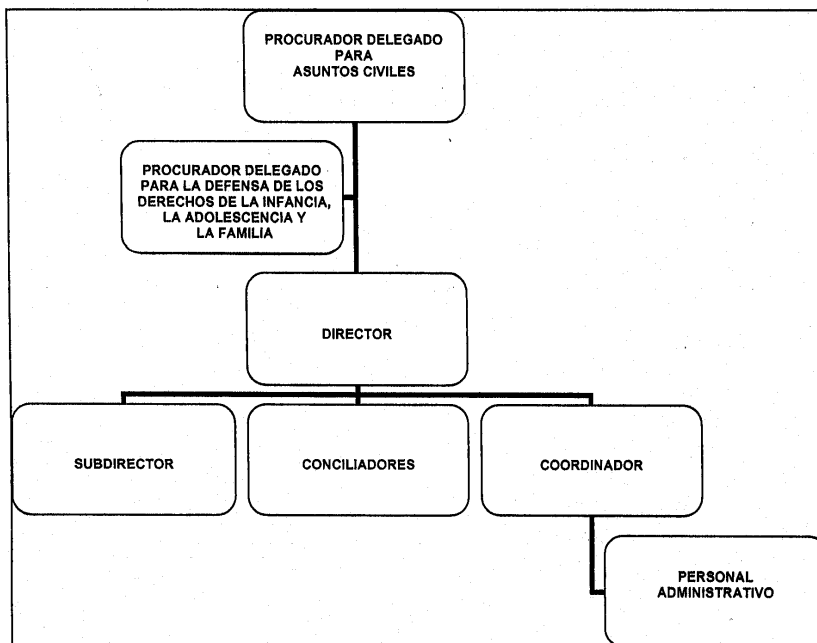 PROCURADOR DELEGADO
PARA
ASUNTOS CIVILES
PROCURADOR DELEGADO
PARA LA DEFENSA DE LOS
DERECHOS DE LA INFANCIA,
LA ADOLESCENCIA Y
LA FAMILIA
DIRECTOR
SUBDIRECTOR
CONCILIADORES
COORDINADOR
PERSONAL
ADMINISTRATIVO